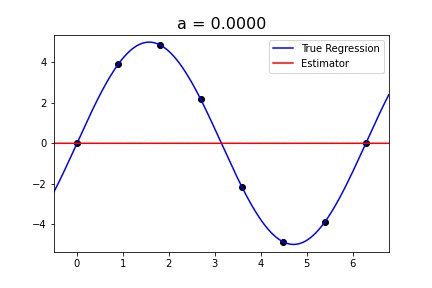 a = 0.0000
True Regression
Estimator
4
2
0
−2
−4
0 1 2 3 4 5 6